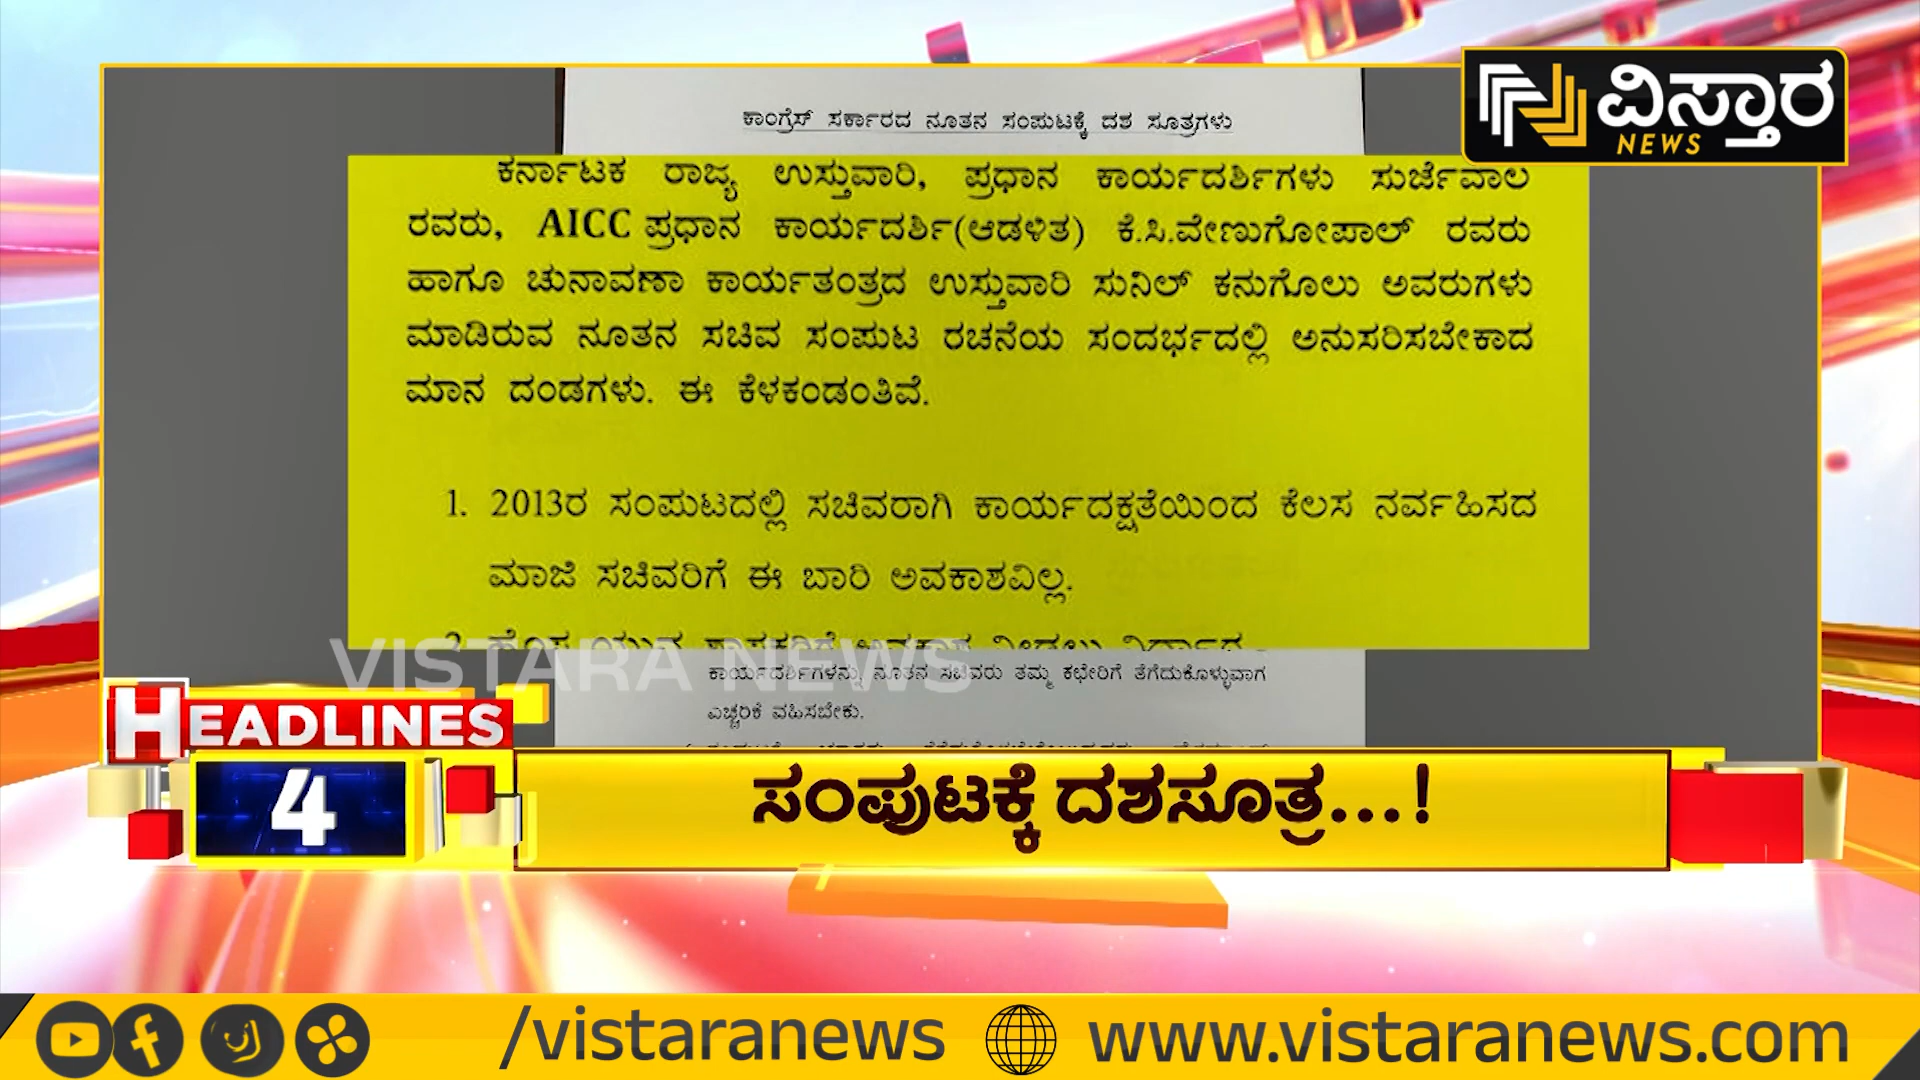 ಕಾಂಗ್ರೆಸ್ ಸರ್ಕಾರದ ನೂತನ ಸಂಪುಟಕ್ಕೆ ದಶ ಸೂತ್ರಗಳು
ವಿಸ್ತಾರ
NEWS
ಕರ್ನಾಟಕ ರಾಜ್ಯ ಉಸ್ತುವಾರಿ, ಪ್ರಧಾನ ಕಾರ್ಯದರ್ಶಿಗಳು ಸುರ್ಜೆವಾಲ
ರವರು, AICC ಪ್ರಧಾನ ಕಾರ್ಯದರ್ಶಿ(ಆಡಳಿತ) ಕೆ.ಸಿ.ವೇಣುಗೋಪಾಲ್ ರವರು
ಹಾಗೂ ಚುನಾವಣಾ ಕಾರ್ಯತಂತ್ರದ ಉಸ್ತುವಾರಿ ಸುನಿಲ್ ಕನುಗೊಲು ಅವರುಗಳು
ಮಾಡಿರುವ ನೂತನ ಸಚಿವ ಸಂಪುಟ ರಚನೆಯ ಸಂದರ್ಭದಲ್ಲಿ ಅನುಸರಿಸಬೇಕಾದ
ಮಾನ ದಂಡಗಳು. ಈ ಕೆಳಕಂಡಂತಿವೆ.
1. 2013ರ ಸಂಪುಟದಲ್ಲಿ ಸಚಿವರಾಗಿ ಕಾರ್ಯದಕ್ಷತೆಯಿಂದ ಕೆಲಸ ನರ್ವಹಿಸದ
ಮಾಜಿ ಸಚಿವರಿಗೆ ಈ ಬಾರಿ ಅವಕಾಶವಿಲ್ಲ.
VISTARA NEWS
ಕಾರ್ಯದರ್ಶಿಗಳನ್ನು ನೂತನ ಸಚಿವರು ತಮ್ಮ ಕಛೇರಿಗೆ ತೆಗೆದುಕೊಳ್ಳುವಾಗ
ಎಚ್ಚರಿಕೆ ವಹಿಸಬೇಕು.
HEADLINES
4
ಸಂಪುಟಕ್ಕೆ ದಶಸೂತ್ರ...!
/vistaranews
www.vistaranews.com